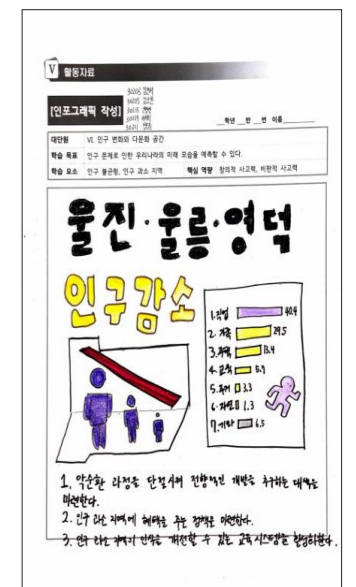 V 활동자료
[인포그래픽 작성]
학년 반 번 이름
대단원 VI. 인구 변화와 다문화 공간
학습 목표 인구 문제로 인한 우리나라의 미래 모습을 예측할 수 있다.
학습 요소 인구 불균형, 인구 과소 지역 핵심 역량 창의적 사고력, 비판적 사고력
울진·울릉·영덕
인구감소
1. 직업 40.4
2. 가족 29.5
3. 주택 13.4
4. 교육 5.7
5. 3.3
6. 자연 1.3
7. 기타 6.5
1. 악순환 과정을 단절시켜 전향적인 개발을 추구하는 대책을
마련한다.
2. 인구 과소 지역에 혜택을 주는 정책을 마련한다.
3. 인구 과소 지역의 인식을 개선할 수 있는 교육 시스템을 활성화한다.